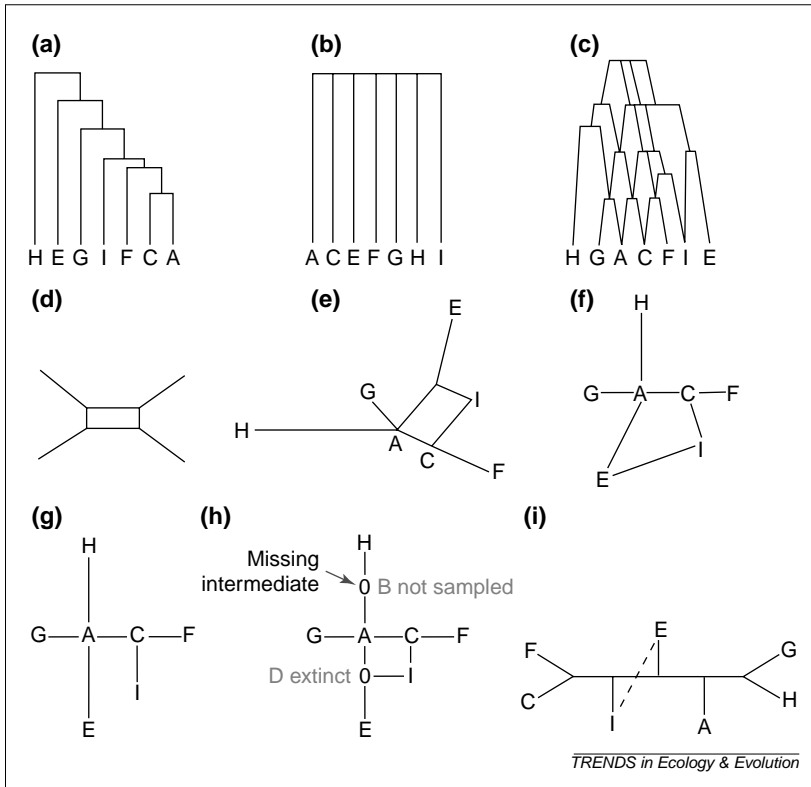 (a)
(b)
(c)
H E G I F C A
A C E F G H I
H G A C F I E
(d)
(e)
(f)
E
G
I
H
A
C
F
H
G A C F
I
E
(g)
(h)
(i)
H
G A C F
I
E
H
Missing
intermediate
0 B not sampled
G A C F
D extinct 0 I
E
E
F
G
C
I
A
H
TRENDS in Ecology & Evolution